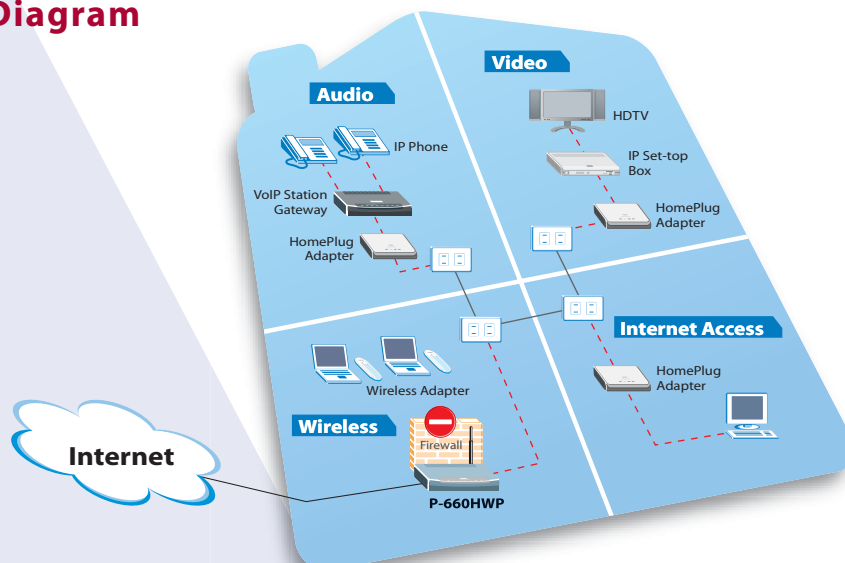 Diagram
Audio
IP Phone
VoIP Station
Gateway
HomePlug
Adapter
Video
HDTV
IP Set-top
Box
HomePlug
Adapter
Wireless Adapter
Wireless
Firewall
P-660HWP
Internet Access
HomePlug
Adapter
Internet